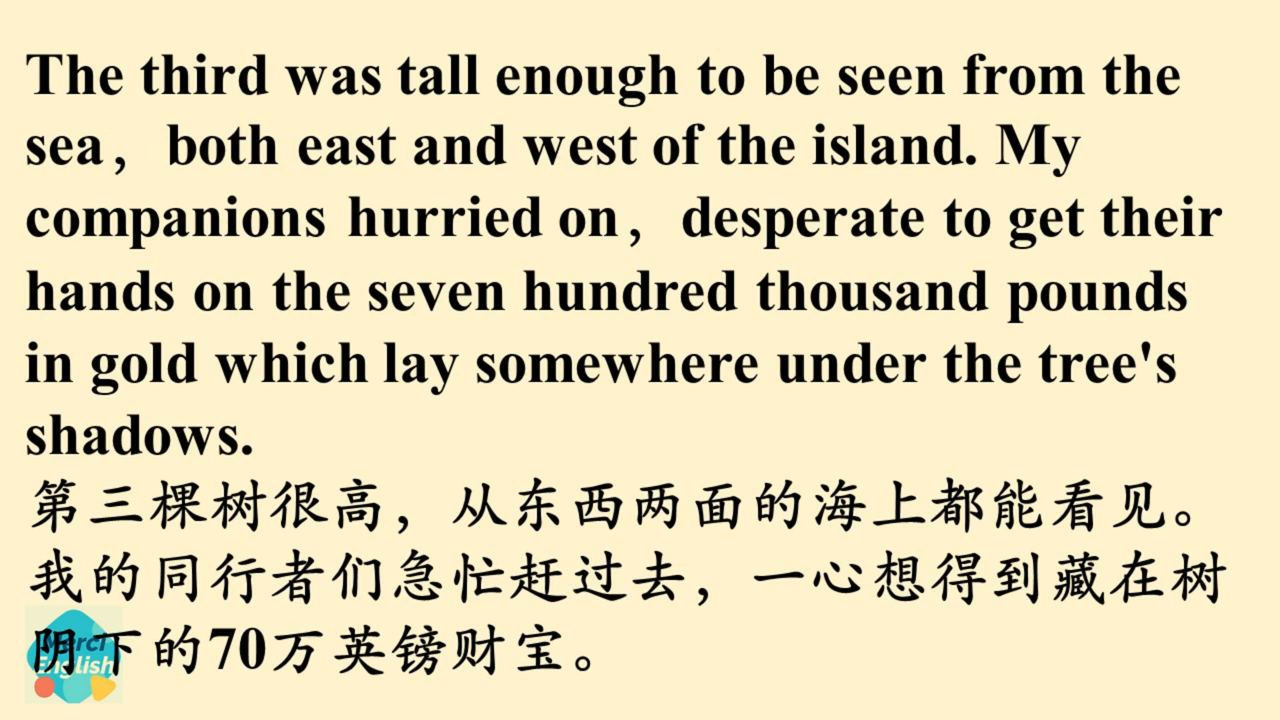 The third was tall enough to be seen from the
sea，both east and west of the island. My
companions hurried on，desperate to get their
hands on the seven hundred thousand pounds
in gold which lay somewhere under the tree's
shadows.
第三棵树很高，从东西两面的海上都能看见。
我的同行者们急忙赶过去，一心想得到藏在树
阴下的70万英镑财宝。
Merci
English